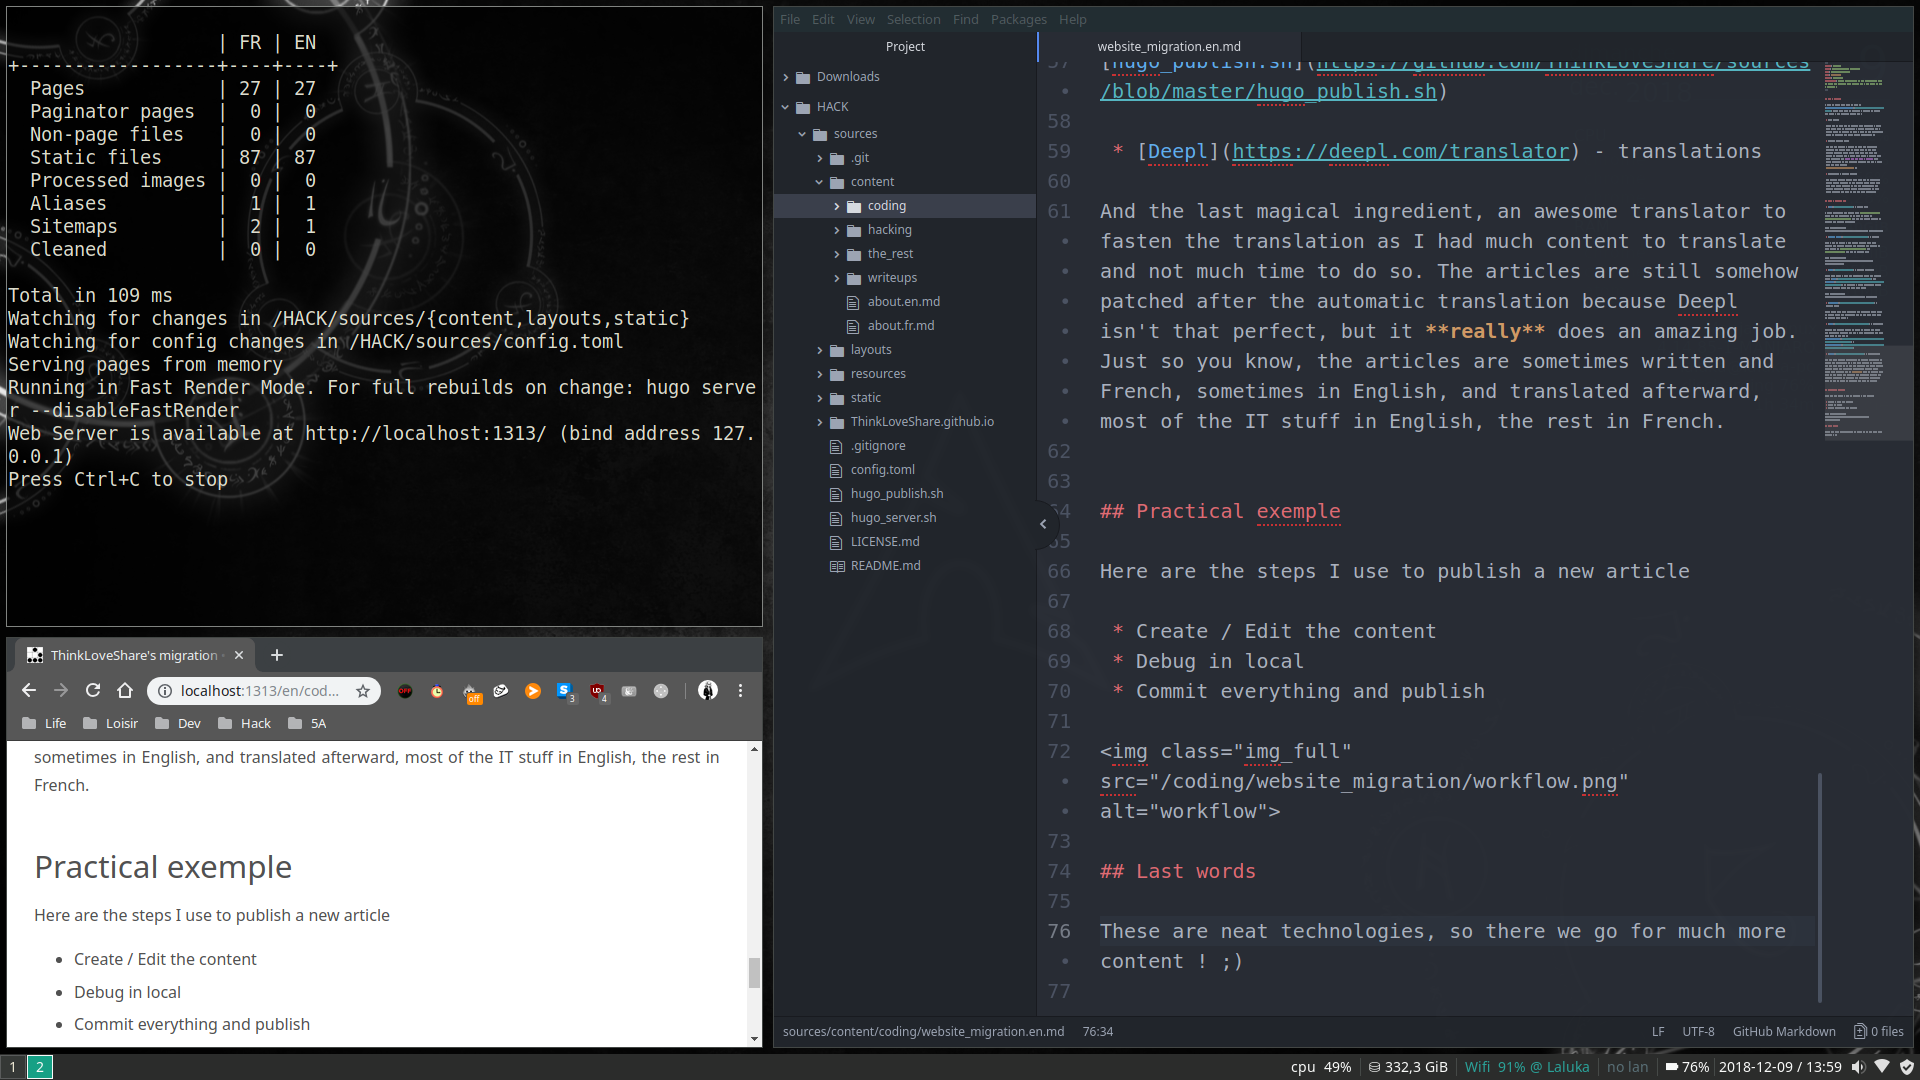 | FR | EN
+------------------+----+----+
Pages | 27 | 27
Paginator pages | 0 | 0
Non-page files | 0 | 0
Static files | 87 | 87
Processed images | 0 | 0
Aliases | 1 | 1
Sitemaps | 2 | 1
Cleaned | 0 | 0
Total in 109 ms
Watching for changes in /HACK/sources/{content,layouts,static}
Watching for config changes in /HACK/sources/config.toml
Serving pages from memory
Running in Fast Render Mode. For full rebuilds on change: hugo serve
r --disableFastRender
Web Server is available at http://localhost:1313/ (bind address 127.
0.0.1)
Press Ctrl+C to stop
ThinkLoveShare's migration
localhost:1313/en/cod...
OFF
off
S
3
4
Life Loisir Dev Hack 5A
sometimes in English, and translated afterward, most of the IT stuff in English, the rest in
French.
Practical exemple
Here are the steps I use to publish a new article
• Create / Edit the content
• Debug in local
• Commit everything and publish
File Edit View Selection Find Packages Help
Project
Downloads
HACK
sources
.git
content
coding
hacking
the_rest
writeups
about.en.md
about.fr.md
layouts
resources
static
ThinkLoveShare.github.io
.gitignore
config.toml
hugo_publish.sh
hugo_server.sh
LICENSE.md
README.md
website_migration.en.md
57 [hugo_publish.sh](https://github.com/ThinkLoveShare/sources
• /blob/master/hugo_publish.sh)
58
59 * [Deepl](https://deepl.com/translator) - translations
60
61 And the last magical ingredient, an awesome translator to
• fasten the translation as I had much content to translate
• and not much time to do so. The articles are still somehow
• patched after the automatic translation because Deepl
• isn't that perfect, but it **really** does an amazing job.
• Just so you know, the articles are sometimes written and
• French, sometimes in English, and translated afterward,
• most of the IT stuff in English, the rest in French.
62
63
64 ## Practical exemple
65
66 Here are the steps I use to publish a new article
67
68 * Create / Edit the content
69 * Debug in local
70 * Commit everything and publish
71
72 <img class="img_full"
• src="/coding/website_migration/workflow.png"
• alt="workflow">
73
74 ## Last words
75
76 These are neat technologies, so there we go for much more
• content ! ;)
77
sources/content/coding/website_migration.en.md 76:34 LF UTF-8 GitHub Markdown 0 files
1 2 cpu 49% 332,3 GiB Wifi 91% @ Laluka no lan 76% 2018-12-09 / 13:59